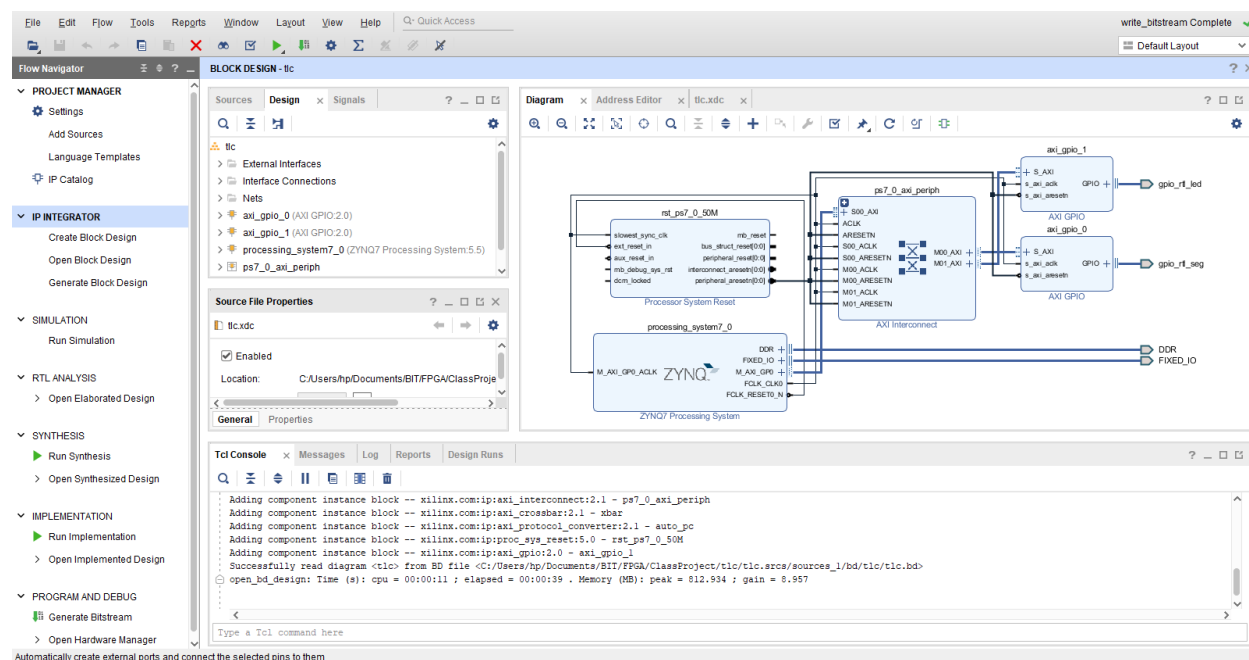 File Edit Flow Tools Reports Window Layout View Help Q- Quick Access write_bitstream Complete
Default Layout
Flow Navigator ? BLOCK DESIGN - tlc ?
PROJECT MANAGER
Settings
Add Sources
Language Templates
IP Catalog
IP INTEGRATOR
Create Block Design
Open Block Design
Generate Block Design
SIMULATION
Run Simulation
RTL ANALYSIS
Open Elaborated Design
SYNTHESIS
Run Synthesis
Open Synthesized Design
IMPLEMENTATION
Run Implementation
Open Implemented Design
PROGRAM AND DEBUG
Generate Bitstream
Open Hardware Manager
Sources Design Signals ?
tlc
External Interfaces
Interface Connections
Nets
axi_gpio_0 (AXI GPIO:2.0)
axi_gpio_1 (AXI GPIO:2.0)
processing_system7_0 (ZYNQ7 Processing System:5.5)
ps7_0_axi_periph
Source File Properties ?
tlc.xdc
Enabled
Location: C:/Users/hp/Documents/BIT/FPGA/ClassProje
General Properties
Diagram Address Editor tlc.xdc ?
rst_ps7_0_50M
slowest_sync_clk mb_reset
ext_reset_in bus_struct_reset[0:0]
aux_reset_in peripheral_reset[0:0]
mb_debug_sys_rst interconnect_aresetn[0:0]
dcm_locked peripheral_aresetn[0:0]
Processor System Reset
processing_system7_0
DDR
FIXED_IO
M_AXI_GP0_ACLK ZYNQ M_AXI_GP0
FCLK_CLK0
FCLK_RESET0_N
ZYNQ7 Processing System
ps7_0_axi_periph
S00_AXI
ACLK
ARESETN
S00_ACLK
S00_ARESETN M00_AXI
M00_ACLK M01_AXI
M00_ARESETN
M01_ACLK
M01_ARESETN
AXI Interconnect
axi_gpio_1
S_AXI
s_axi_aclk GPIO gpio_rtl_led
s_axi_aresetn
AXI GPIO
axi_gpio_0
S_AXI
s_axi_aclk GPIO gpio_rtl_seg
s_axi_aresetn
AXI GPIO
DDR
FIXED_IO
Tcl Console Messages Log Reports Design Runs ?
Adding component instance block -- xilinx.com:ip:axi_interconnect:2.1 - ps7_0_axi_periph
Adding component instance block -- xilinx.com:ip:axi_crossbar:2.1 - xbar
Adding component instance block -- xilinx.com:ip:axi_protocol_converter:2.1 - auto_pc
Adding component instance block -- xilinx.com:ip:proc_sys_reset:5.0 - rst_ps7_0_50M
Adding component instance block -- xilinx.com:ip:axi_gpio:2.0 - axi_gpio_1
Successfully read diagram <tlc> from BD file <C:/Users/hp/Documents/BIT/FPGA/ClassProject/tlc/tlc.srcs/sources_1/bd/tlc/tlc.bd>
open_bd_design: Time (s): cpu = 00:00:11 ; elapsed = 00:00:39 . Memory (MB): peak = 812.934 ; gain = 8.957
Type a Tcl command here
Automatically create external ports and connect the selected pins to them